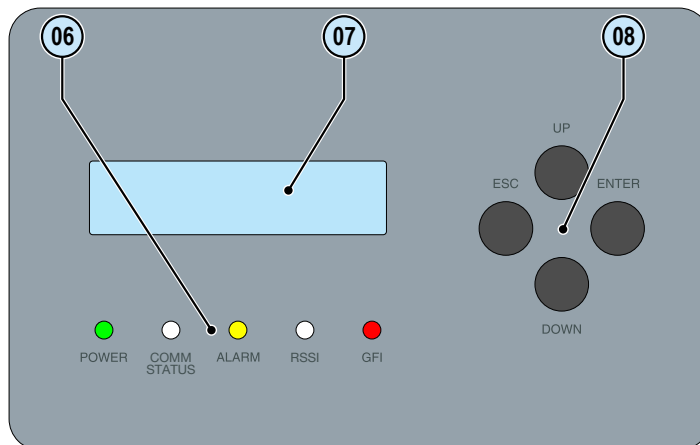 06
07
08
UP
ESC
ENTER
DOWN
POWER
COMM
STATUS
ALARM
RSSI
GFI